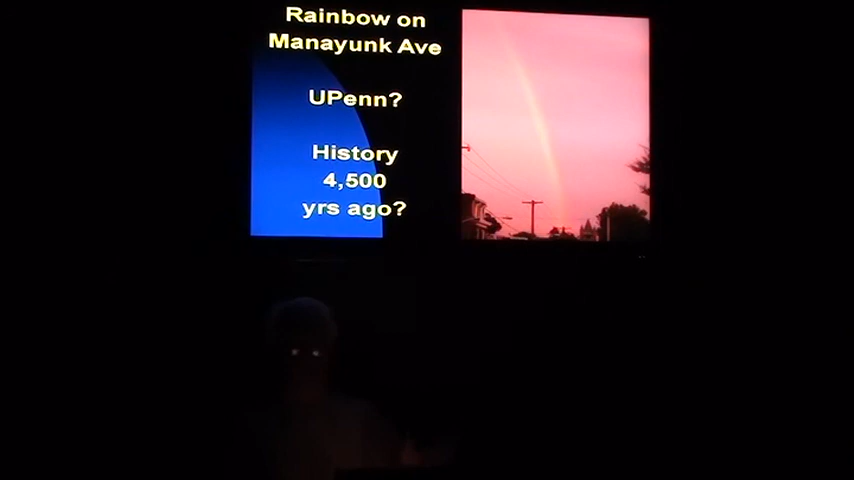 Rainbow on
Manayunk Ave
UPenn?
History
4,500
yrs ago?